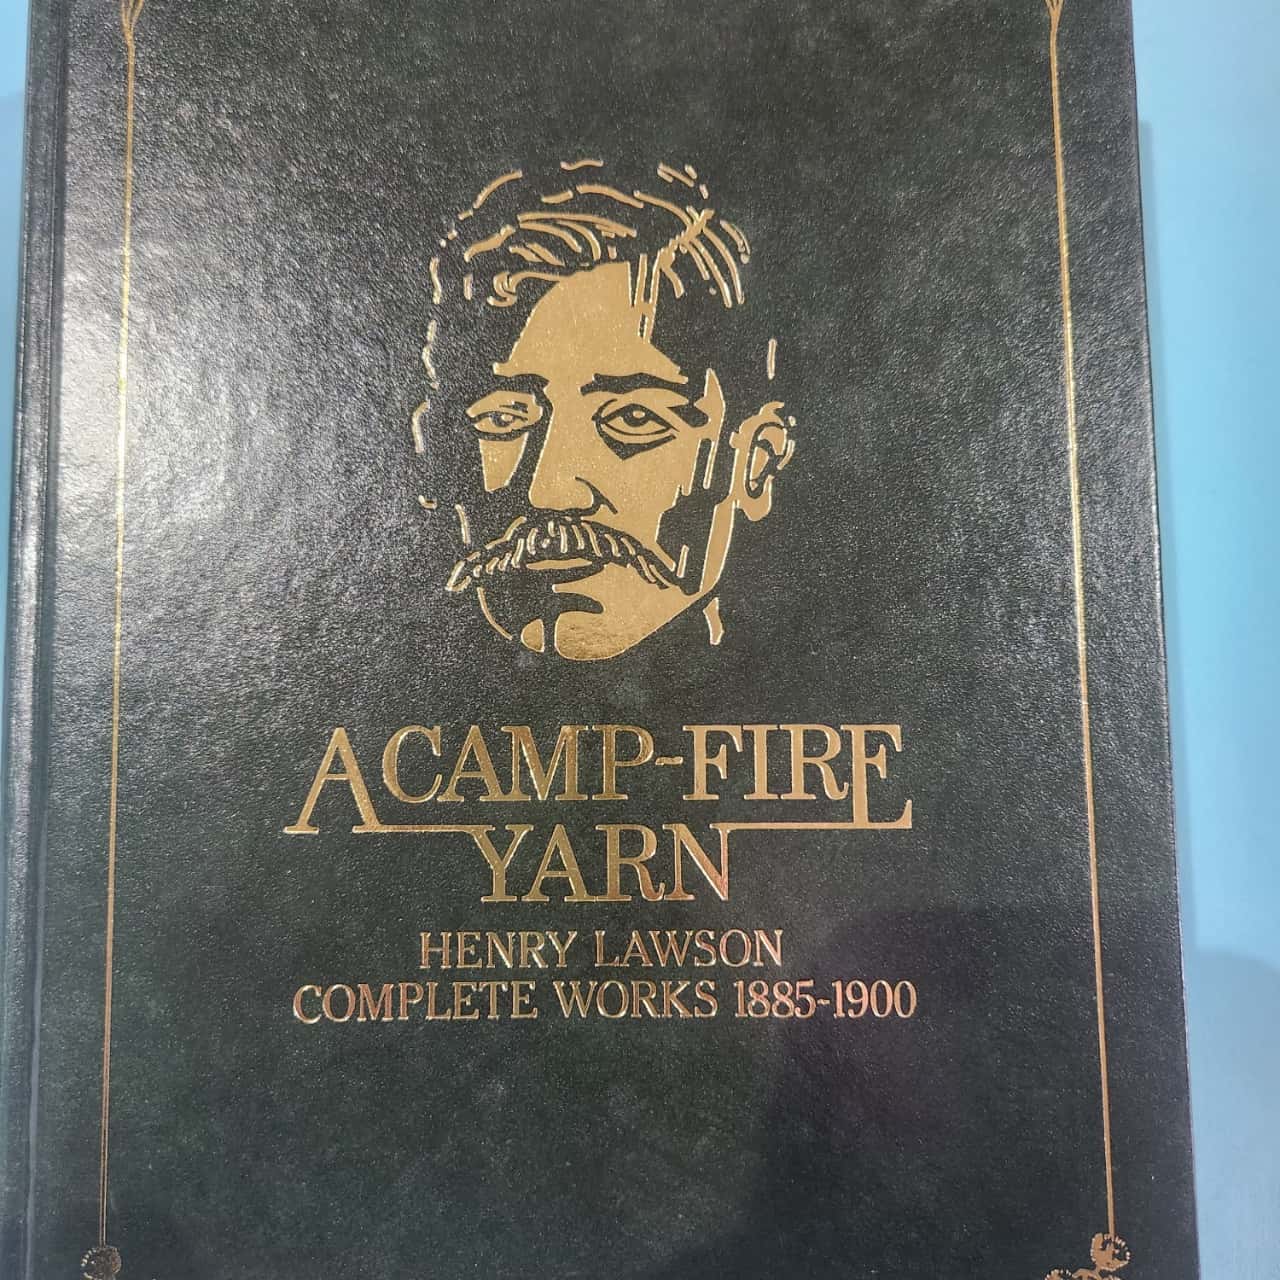 A CAMP-FIRE
YARN
HENRY LAWSON
COMPLETE WORKS 1885-1900